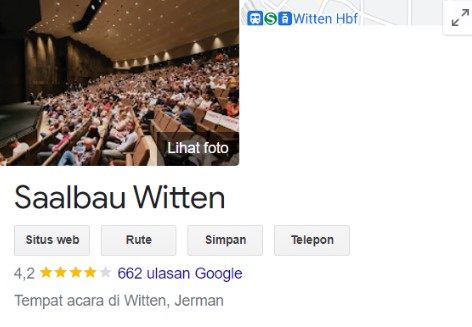 Witten Hbf
Lihat foto
Saalbau Witten
Situs web
Rute
Simpan
Telepon
4,2 662 ulasan Google
Tempat acara di Witten, Jerman